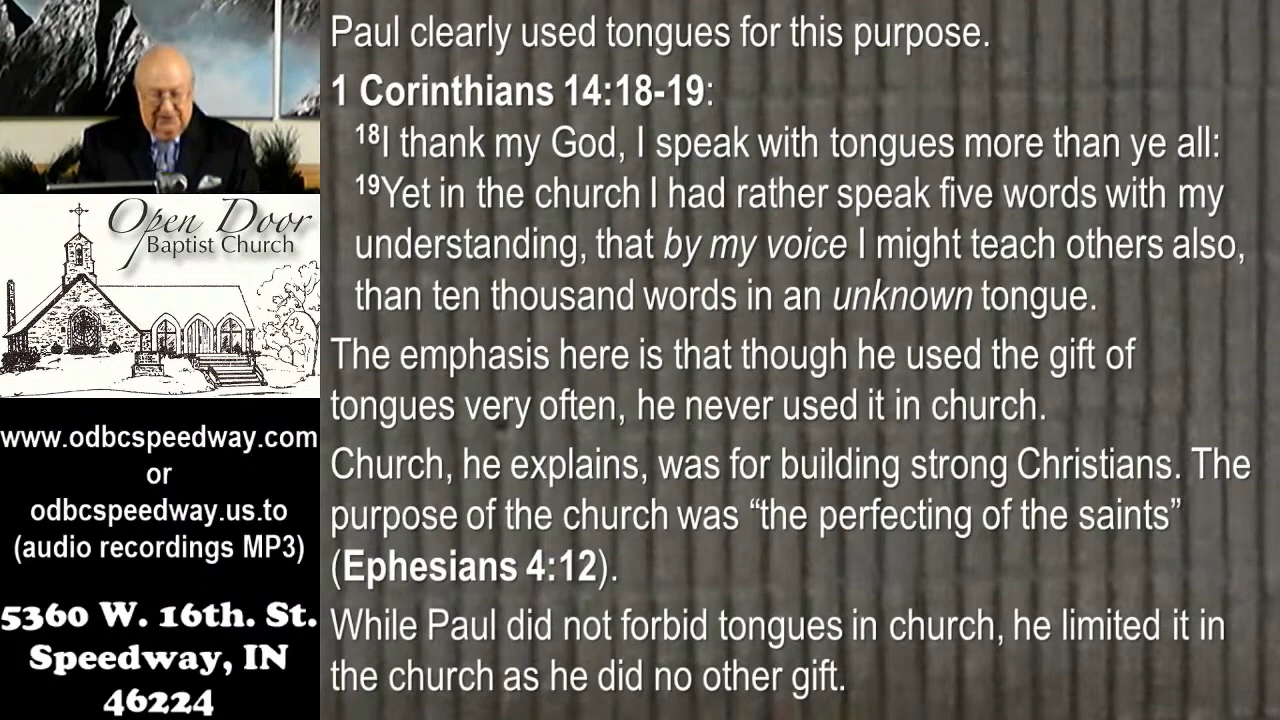 Open Door
Baptist Church
www.odbcspeedway.com
or
odbcspeedway.us.to
(audio recordings MP3)
5360 W. 16th. St.
Speedway, IN
46224
Paul clearly used tongues for this purpose.
1 Corinthians 14:18-19:
18I thank my God, I speak with tongues more than ye all:
19Yet in the church I had rather speak five words with my
understanding, that by my voice I might teach others also,
than ten thousand words in an unknown tongue.
The emphasis here is that though he used the gift of
tongues very often, he never used it in church.
Church, he explains, was for building strong Christians. The
purpose of the church was “the perfecting of the saints”
(Ephesians 4:12).
While Paul did not forbid tongues in church, he limited it in
the church as he did no other gift.